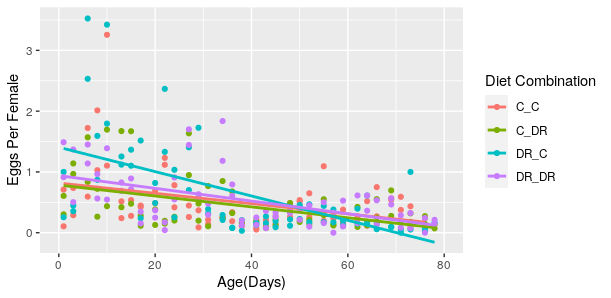 3
2
1
0
0
20
40
60
80
Age(Days)
Eggs Per Female
Diet Combination
C_C
C_DR
DR_C
DR_DR